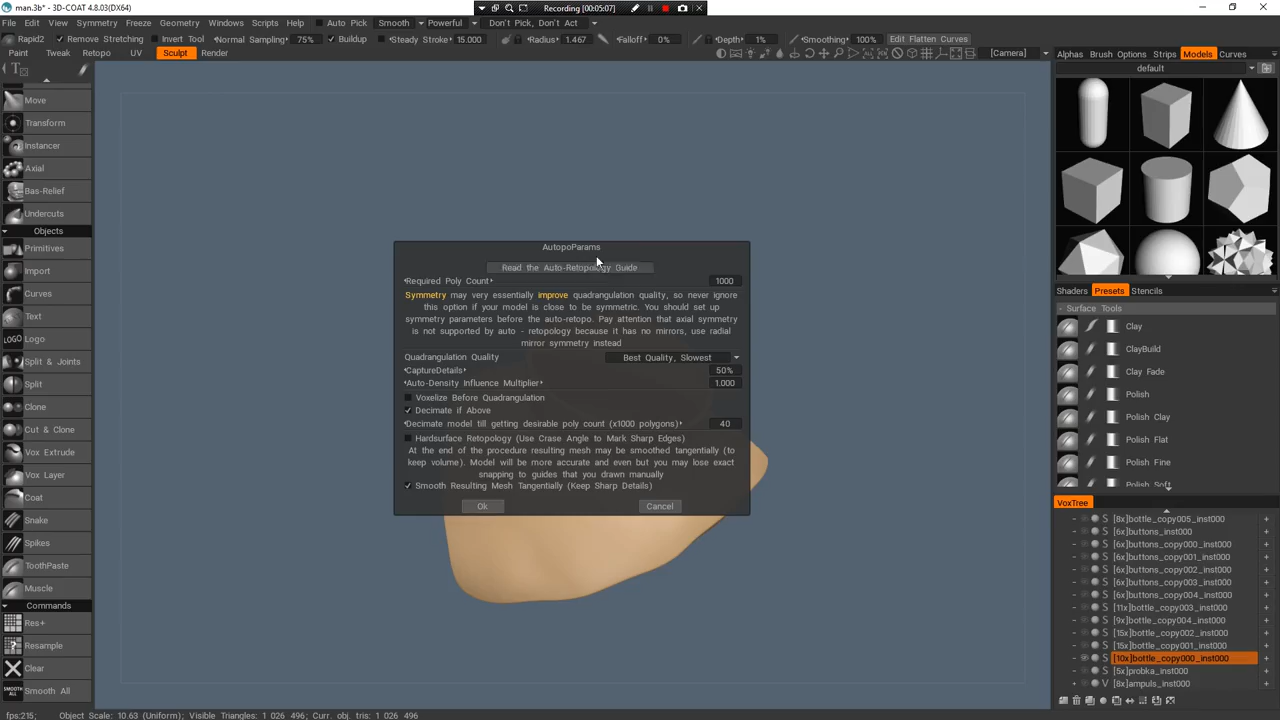 man.3b* - 3D-COAT 4.8.03(DX64)
Recording [00:05:07]
File Edit View Symmetry Freeze Geometry Windows Scripts Help Auto Pick Smooth Powerful Don't Pick, Don't Act
Rapid2 Remove Stretching Invert Tool Normal Sampling 75% Buildup Steady Stroke 15.000 Radius 1.467 Falloff 0% Depth 1% Smoothing 100% Edit Flatten Curves
Paint Tweak Retopo UV Sculpt Render [Camera]
Alphas Brush Options Strips Models Curves
default
Move
Transform
Instancer
Axial
Bas-Relief
Undercuts
Objects
Primitives
Import
Curves
Text
Logo
Split & Joints
Split
Clone
Cut & Clone
Vox Extrude
Vox Layer
Coat
Snake
Spikes
ToothPaste
Muscle
Commands
Res+
Resample
Clear
SMOOTH ALL Smooth All
AutopoParams
Read the Auto-Retopology Guide
Required Poly Count 1000
Symmetry may very essentially improve quadrangulation quality, so never ignore
this option if your model is close to be symmetric. You should set up
symmetry parameters before the auto-retopo. Pay attention that axial symmetry
is not supported by auto - retopology because it has no mirrors, use radial
mirror symmetry instead
Quadrangulation Quality Best Quality, Slowest
CaptureDetails 50%
Auto-Density Influence Multiplier 1.000
Voxelize Before Quadrangulation
Decimate if Above
Decimate model till getting desirable poly count (x1000 polygons) 40
Hardsurface Retopology (Use Crase Angle to Mark Sharp Edges)
At the end of the procedure resulting mesh may be smoothed tangentially (to
keep volume). Model will be more accurate and even but you may lose exact
snapping to guides that you drawn manually
Smooth Resulting Mesh Tangentially (Keep Sharp Details)
Ok Cancel
Shaders Presets Stencils
Surface Tools
Clay
ClayBuild
Clay Fade
Polish
Polish Clay
Polish Flat
Polish Fine
Polish Soft
VoxTree
S [8x]bottle_copy005_inst000
S [6x]buttons_inst000
S [6x]buttons_copy000_inst000
S [6x]buttons_copy001_inst000
S [6x]buttons_copy002_inst000
S [6x]buttons_copy003_inst000
S [6x]buttons_copy004_inst000
S [11x]bottle_copy003_inst000
S [9x]bottle_copy004_inst000
S [15x]bottle_copy002_inst000
S [15x]bottle_copy001_inst000
S [10x]bottle_copy000_inst000
S [5x]probka_inst000
V [8x]ampuls_inst000
fps:215; Object Scale: 10.63 (Uniform); Visible Triangles: 1 026 496; Curr. obj. tris: 1 026 496;